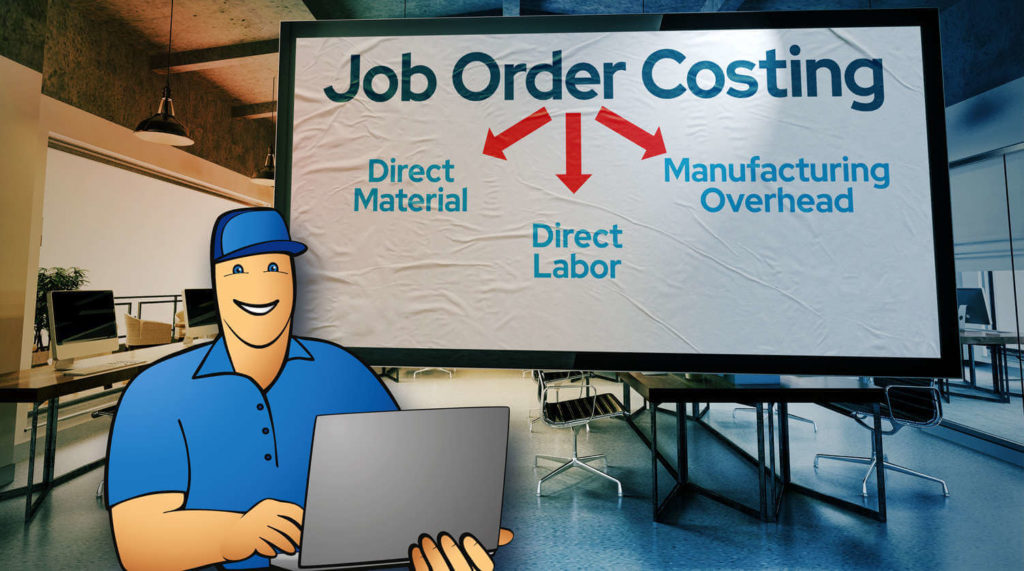 Job Order Costing
Direct
Material
Direct
Labor
Manufacturing
Overhead